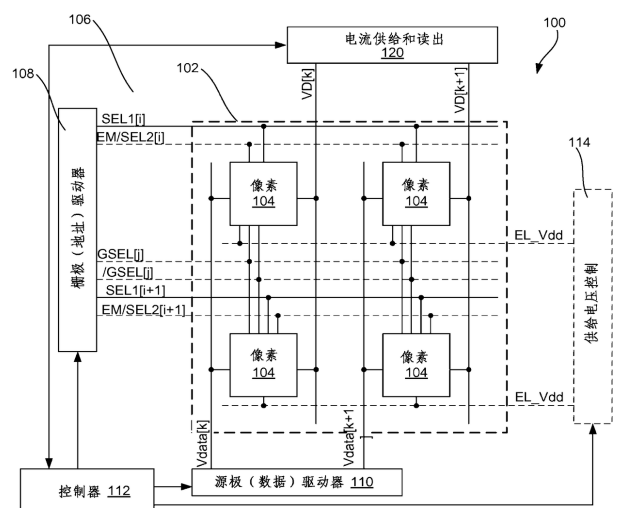 106
电流供给和读出
120
100
108
102
VD[k]
VD[k+1]
SEL1[i]
EM/SEL2[i]
114
像素
104
像素
104
栅极(地址)驱动器
EL_Vdd
GSEL[j]
/GSEL[j]
SEL1[i+1]
EM/SEL2[i+1]
供给电压控制
像素
104
像素
104
EL_Vdd
Vdata[k]
Vdata[k+1
]
控制器 112
源极(数据)驱动器 110